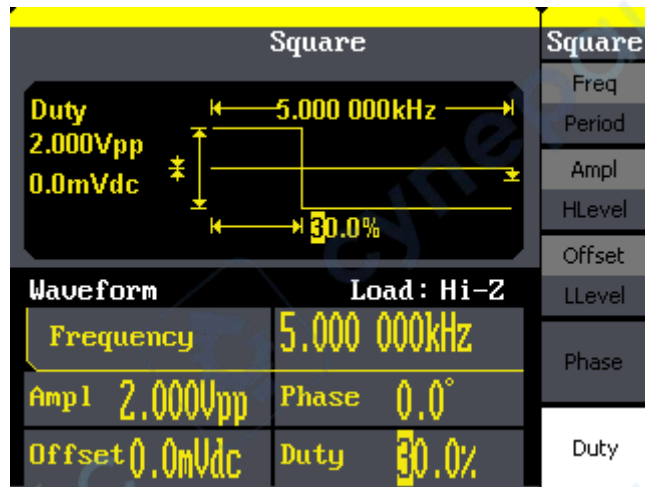 Square
Duty
5.000 000kHz
2.000Vpp
0.0mVdc
30.0%
Waveform
Load: Hi-Z
Frequency
5.000 000kHz
Ampl 2.000Vpp
Phase 0.0°
Offset 0.0mVdc
Duty 30.0%
Square
Freq
Period
Ampl
HLevel
Offset
LLevel
Phase
Duty